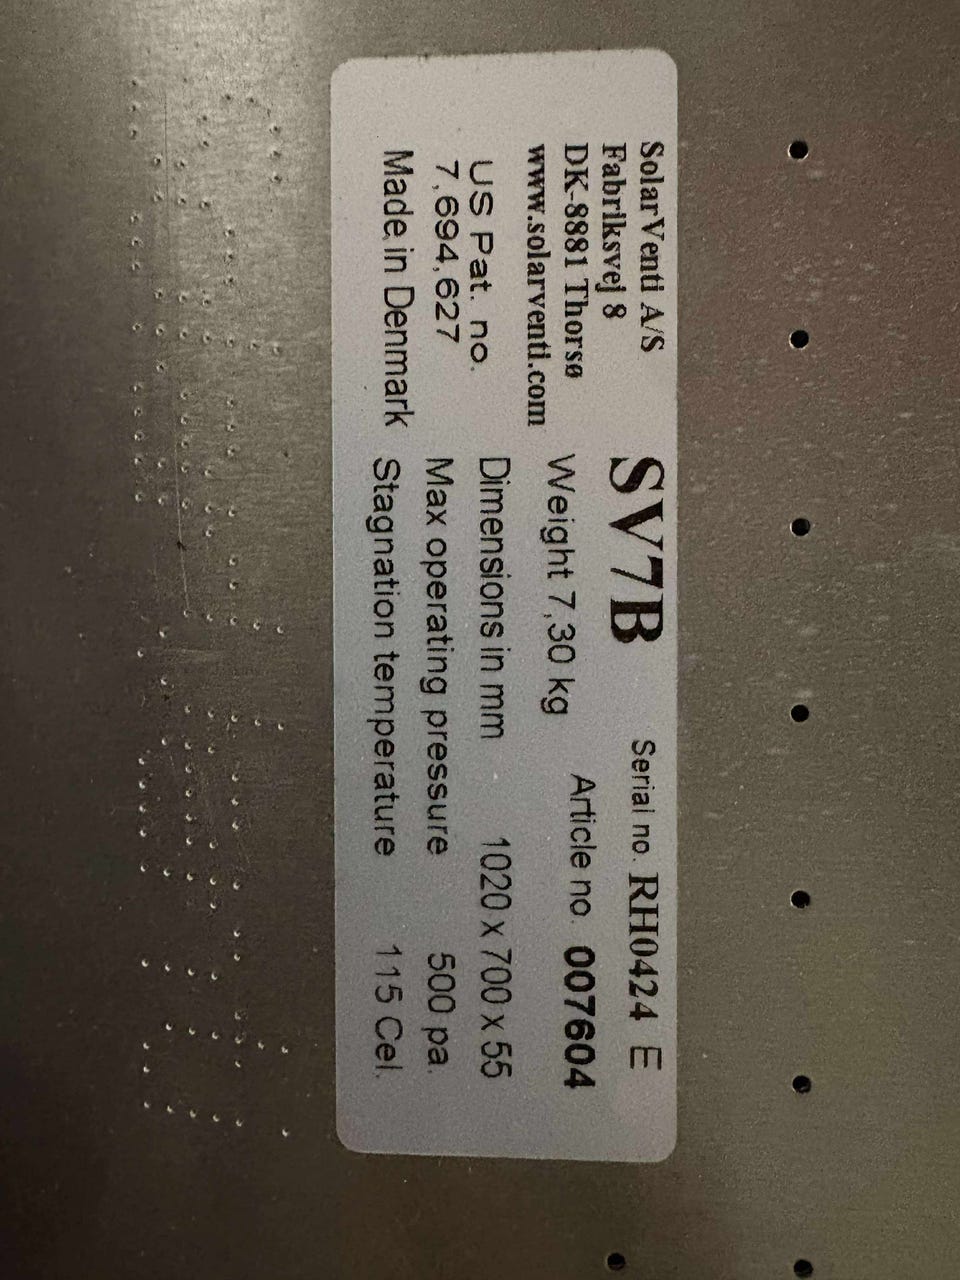 SolarVenti A/S
Fabriksvej 8
DK-8881 Thorsø
www.solarventi.com
US Pat. no.
7,694,627
Made in Denmark
SV7B Serial no. RH0424 E
Article no. 007604
Weight 7,30 kg
Dimensions in mm 1020 x 700 x 55
Max operating pressure 500 pa.
Stagnation temperature 115 Cel.